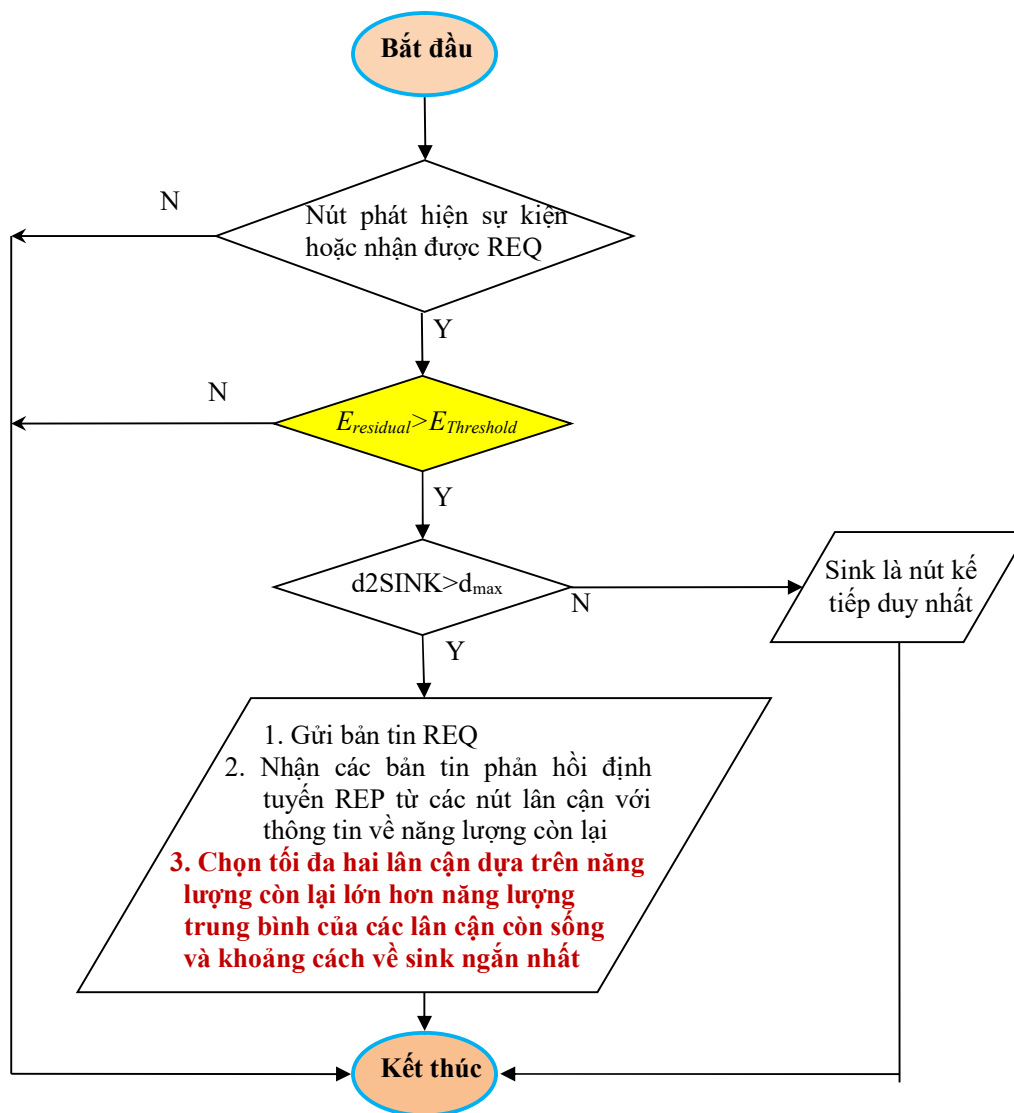 Bắt đầu
N
Nút phát hiện sự kiện
hoặc nhận được REQ
Y
N
E_residual>E_Threshold
Y
d2SINK>d_max
N
Sink là nút kế
tiếp duy nhất
Y
1. Gửi bản tin REQ
2. Nhận các bản tin phản hồi định
tuyến REP từ các nút lân cận với
thông tin về năng lượng còn lại
3. Chọn tối đa hai lân cận dựa trên năng
lượng còn lại lớn hơn năng lượng
trung bình của các lân cận còn sống
và khoảng cách về sink ngắn nhất
Kết thúc